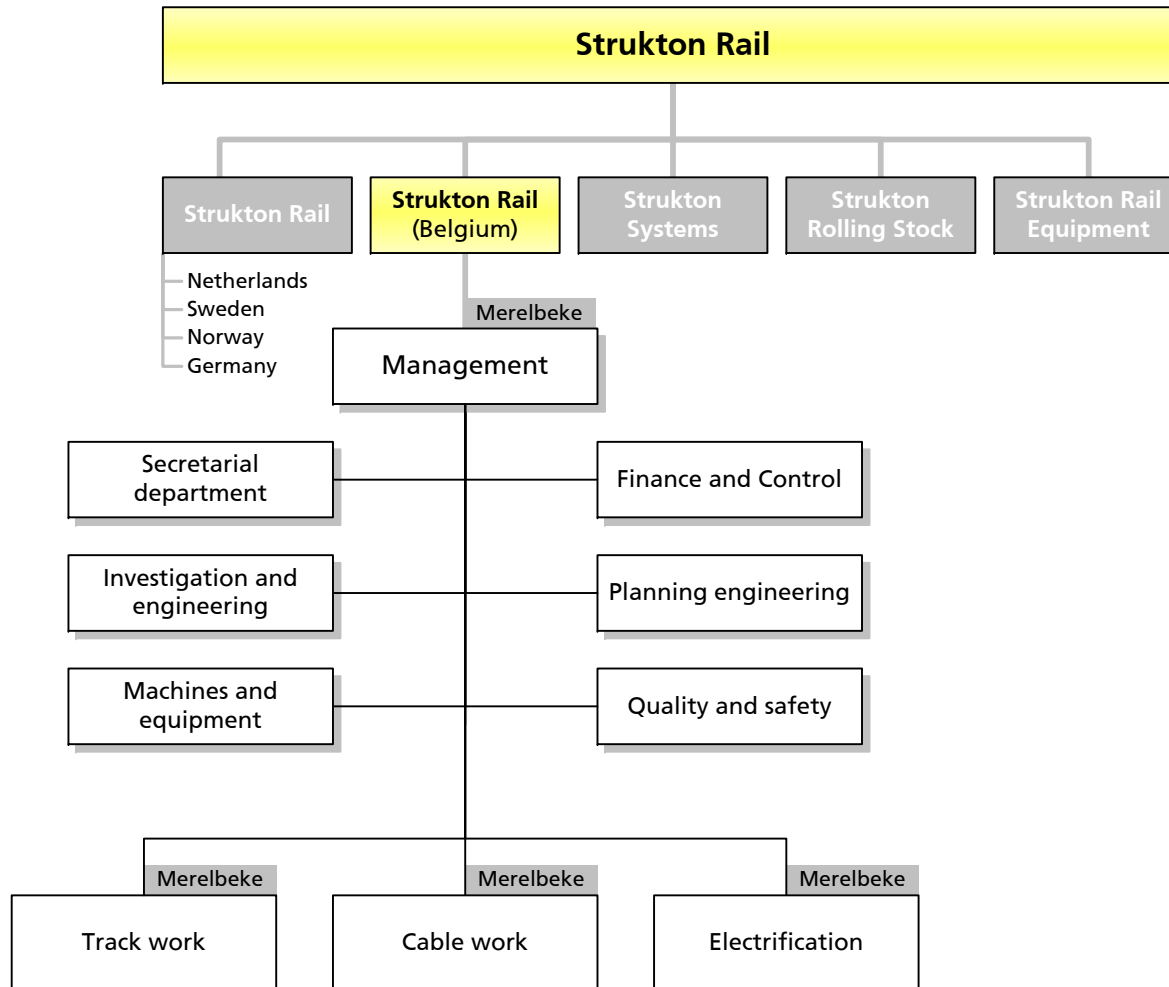 Strukton Rail
Strukton Rail
Strukton Rail
(Belgium)
Strukton
Systems
Strukton
Rolling Stock
Strukton Rail
Equipment
Netherlands
Sweden
Norway
Germany
Merelbeke
Management
Secretarial
department
Finance and Control
Investigation and
engineering
Planning engineering
Machines and
equipment
Quality and safety
Merelbeke
Track work
Merelbeke
Cable work
Merelbeke
Electrification